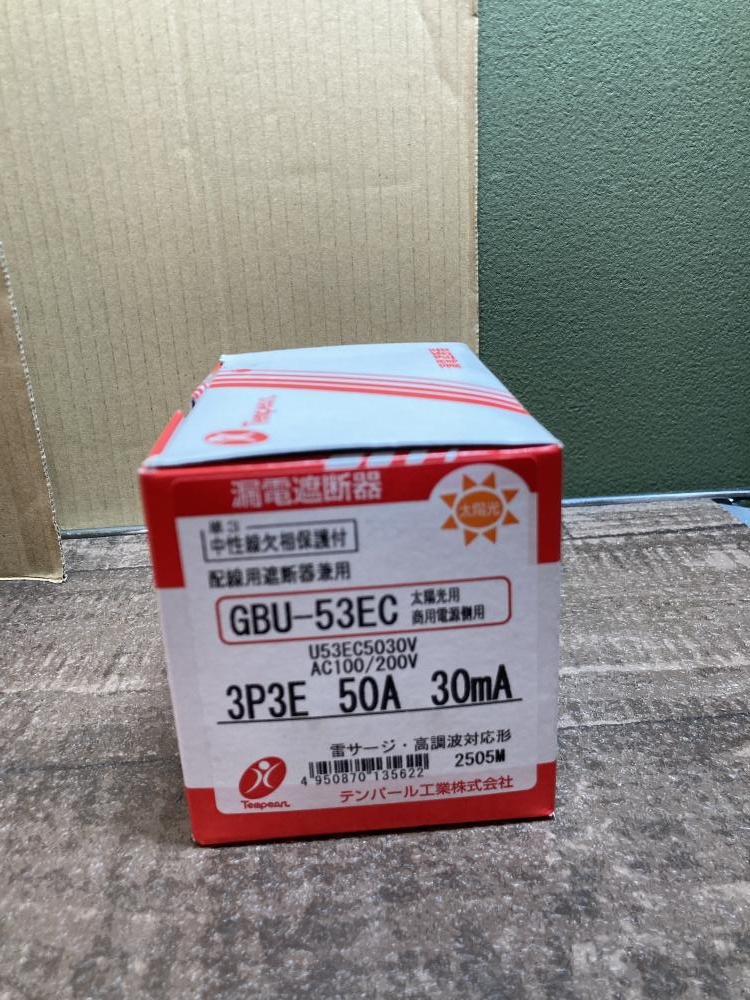 Tempearl
漏電遮断器
太陽光
単3
中性線欠相保護付
配線用遮断器兼用
GBU-53EC
太陽光用
商用電源側用
U53EC5030V
AC100/200V
3P3E 50A 30mA
雷サージ・高調波対応形
4 950870 135622
2505M
Tempearl
テンパール工業株式会社